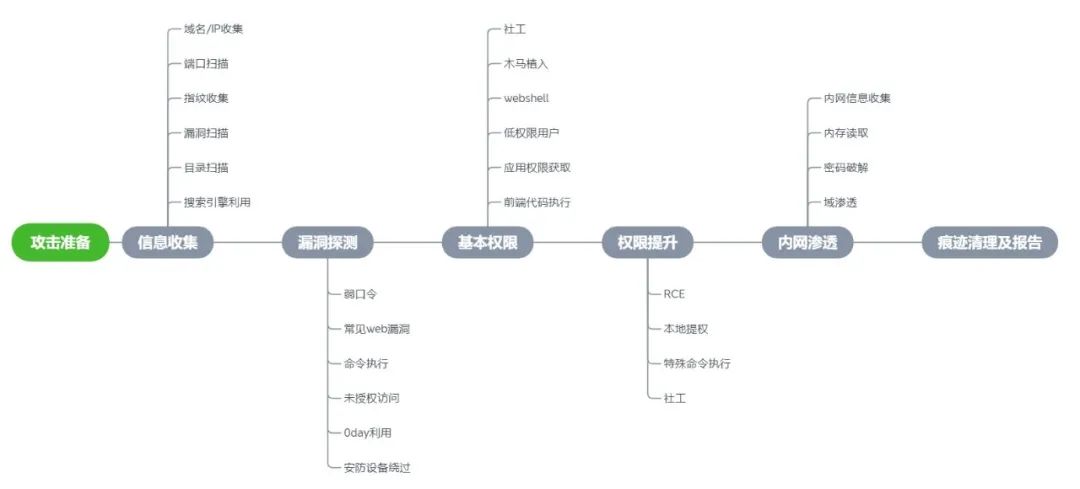 攻击准备
信息收集
域名/IP收集
端口扫描
指纹收集
漏洞扫描
目录扫描
搜索引擎利用
漏洞探测
弱口令
常见web漏洞
命令执行
未授权访问
0day利用
安防设备绕过
基本权限
社工
木马植入
webshell
低权限用户
应用权限获取
前端代码执行
权限提升
RCE
本地提权
特殊命令执行
社工
内网渗透
内网信息收集
内存读取
密码破解
域渗透
痕迹清理及报告